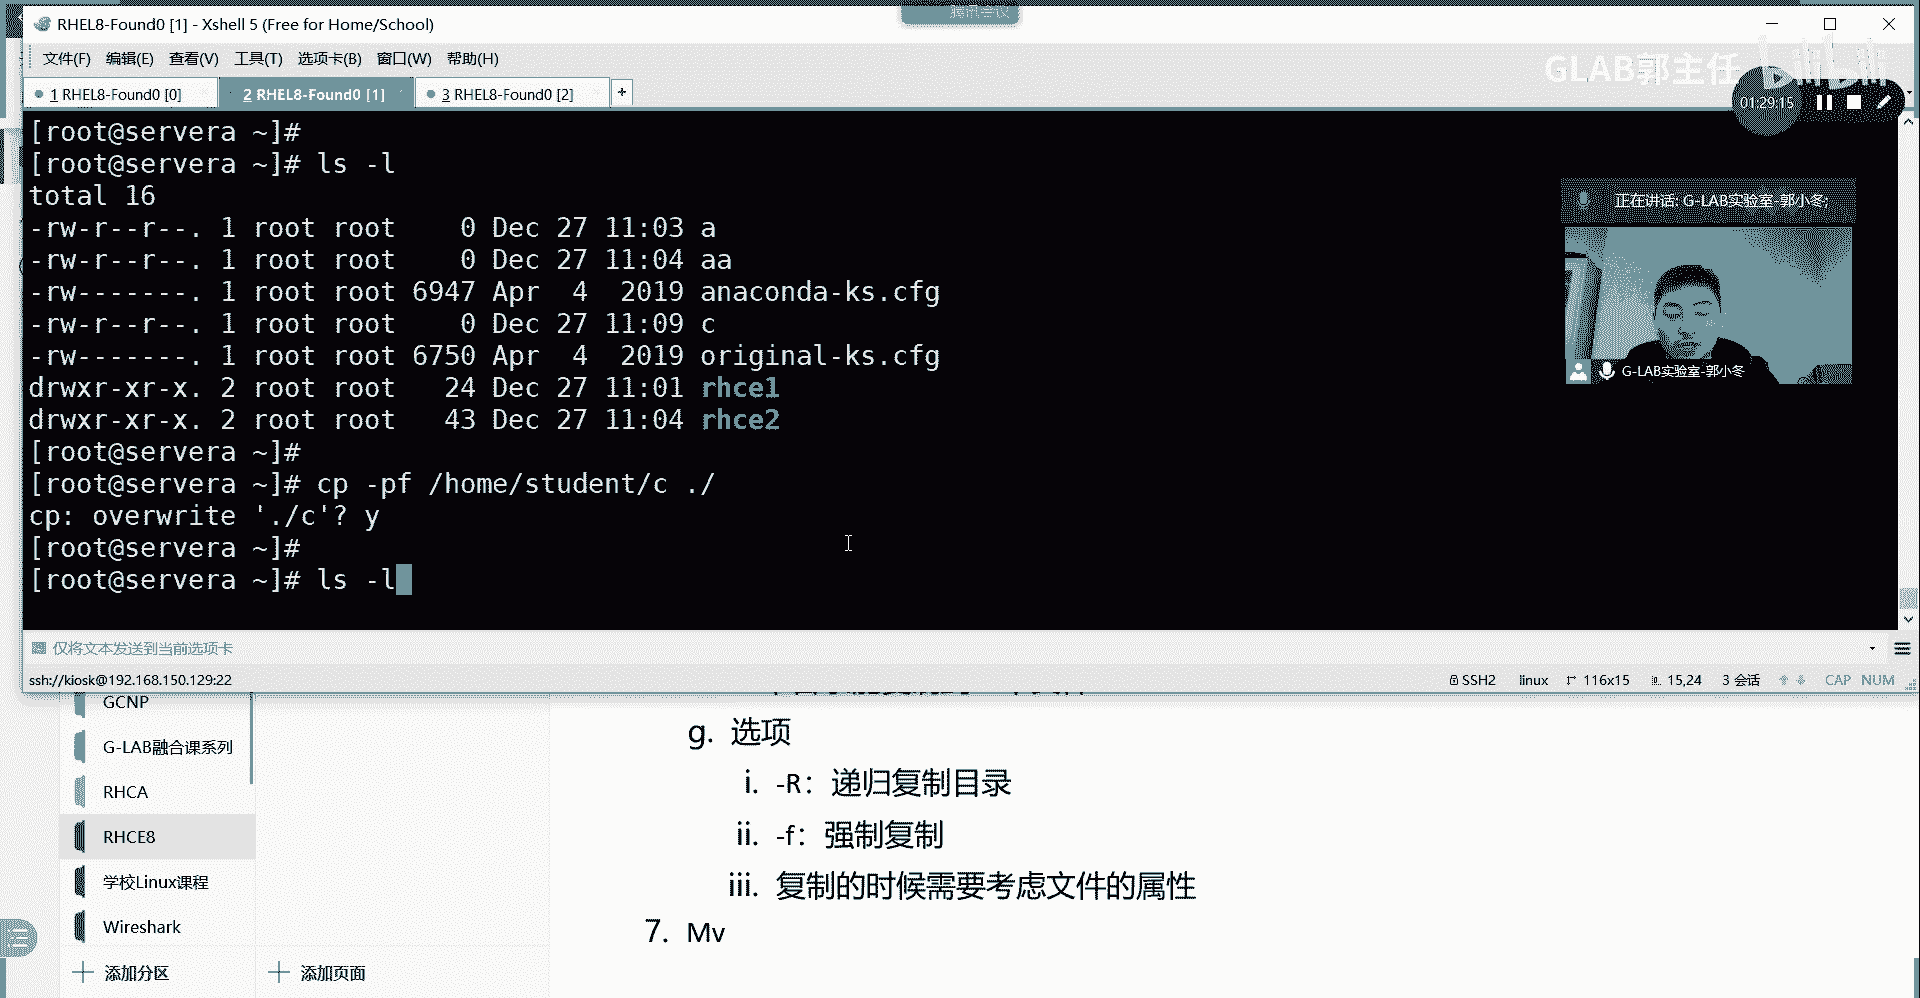 腾讯会议
RHEL8-Found0 [1] - Xshell 5 (Free for Home/School)
文件(F) 编辑(E) 查看(V) 工具(T) 选项卡(B) 窗口(W) 帮助(H)
GLAB郭主任 bilibili
1 RHEL8-Found0 [0] 2 RHEL8-Found0 [1] 3 RHEL8-Found0 [2] +
01:29:15
[root@servera ~]#
[root@servera ~]# ls -l
total 16
-rw-r--r--. 1 root root    0 Dec 27 11:03 a
-rw-r--r--. 1 root root    0 Dec 27 11:04 aa
-rw-------. 1 root root 6947 Apr  4  2019 anaconda-ks.cfg
-rw-r--r--. 1 root root    0 Dec 27 11:09 c
-rw-------. 1 root root 6750 Apr  4  2019 original-ks.cfg
drwxr-xr-x. 2 root root   24 Dec 27 11:01 rhce1
drwxr-xr-x. 2 root root   43 Dec 27 11:04 rhce2
[root@servera ~]#
[root@servera ~]# cp -pf /home/student/c ./
cp: overwrite './c'? y
[root@servera ~]#
[root@servera ~]# ls -l
正在讲话: G-LAB实验室-郭小冬;
G-LAB实验室-郭小冬
仅将文本发送到当前选项卡
ssh://kiosk@192.168.150.129:22 SSH2 linux 116x15 15,24 3 会话 CAP NUM
GCNP
G-LAB融合课系列
RHCA
RHCE8
学校Linux课程
Wireshark
添加分区
添加页面
g. 选项
i. -R：递归复制目录
ii. -f：强制复制
iii. 复制的时候需要考虑文件的属性
7. Mv